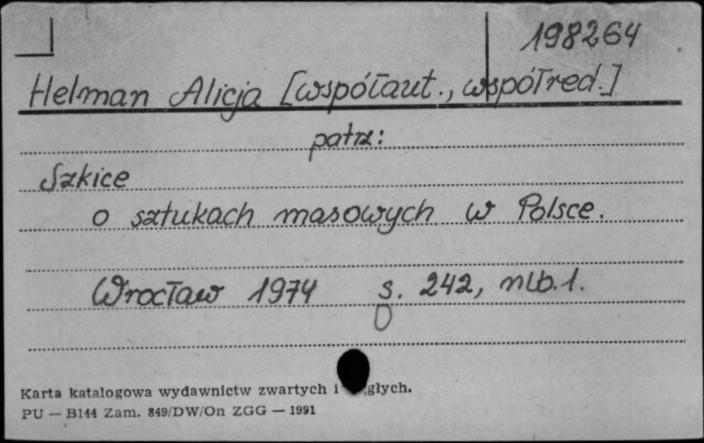 198264
Helman Alicja [współaut., współred.]
patrz:
Szkice
o sztukach masowych w Polsce.
Wrocław 1974 s. 242, nlb. 1.
Karta katalogowa wydawnictw zwartych i
PU — B144 Zam. 849/DW/On ZGG — 1991